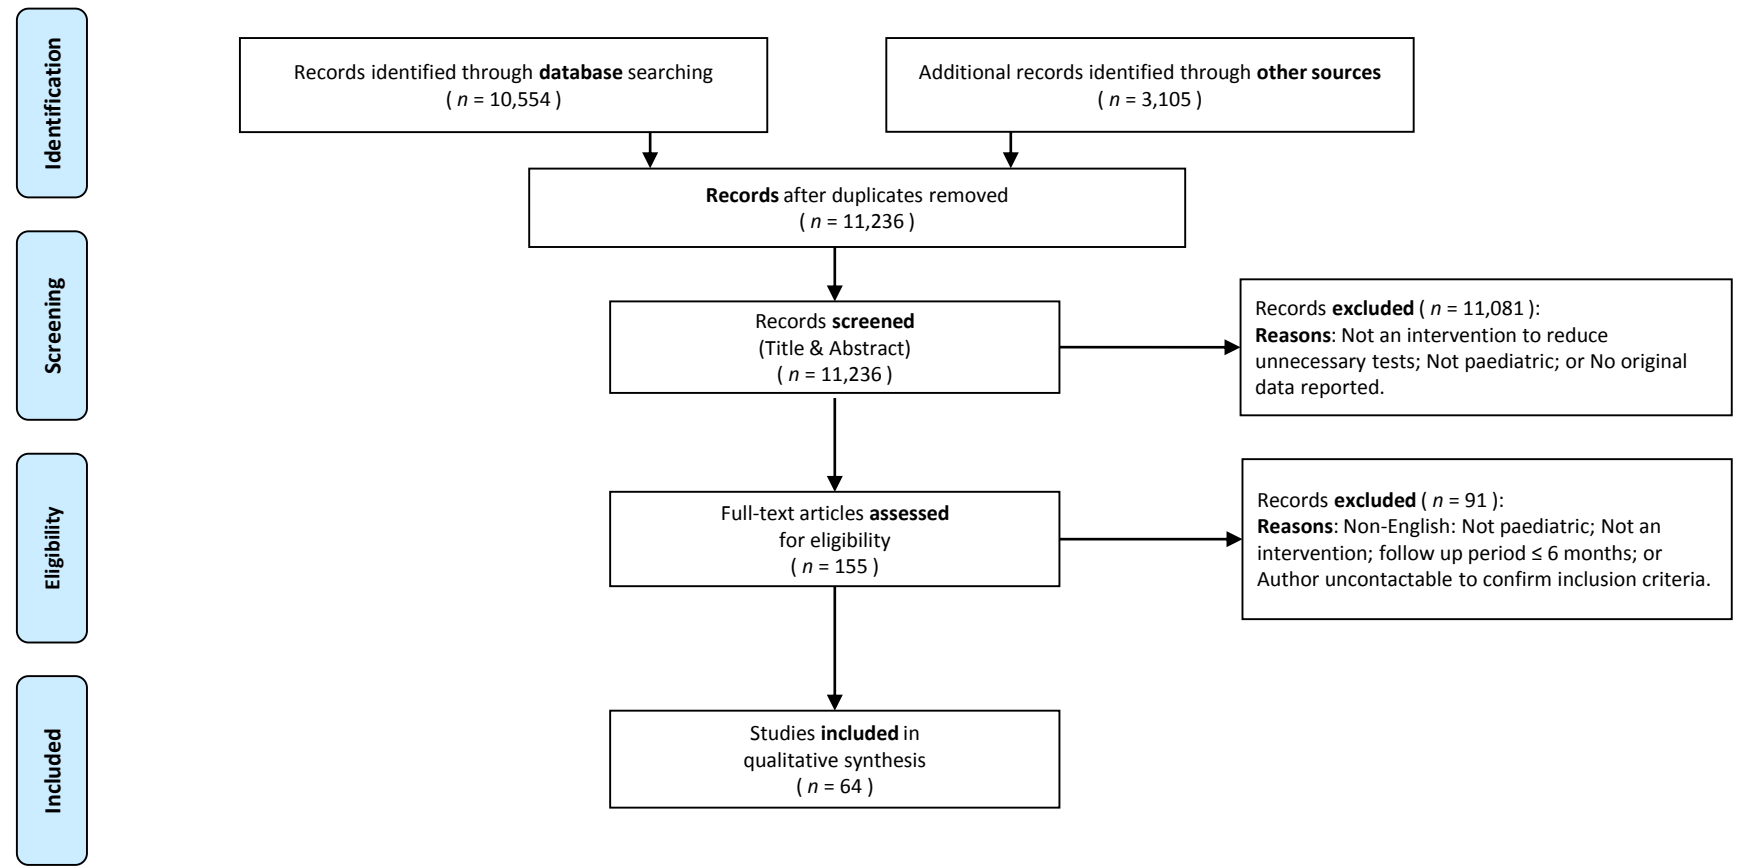 Identification
Records identified through database searching
( n = 10,554 )
Additional records identified through other sources
( n = 3,105 )
Records after duplicates removed
( n = 11,236 )
Screening
Records screened
(Title & Abstract)
( n = 11,236 )
Records excluded ( n = 11,081 ):
Reasons: Not an intervention to reduce
unnecessary tests; Not paediatric; or No original
data reported.
Eligibility
Full-text articles assessed
for eligibility
( n = 155 )
Records excluded ( n = 91 ):
Reasons: Non-English: Not paediatric; Not an
intervention; follow up period ≤ 6 months; or
Author uncontactable to confirm inclusion criteria.
Included
Studies included in
qualitative synthesis
( n = 64 )